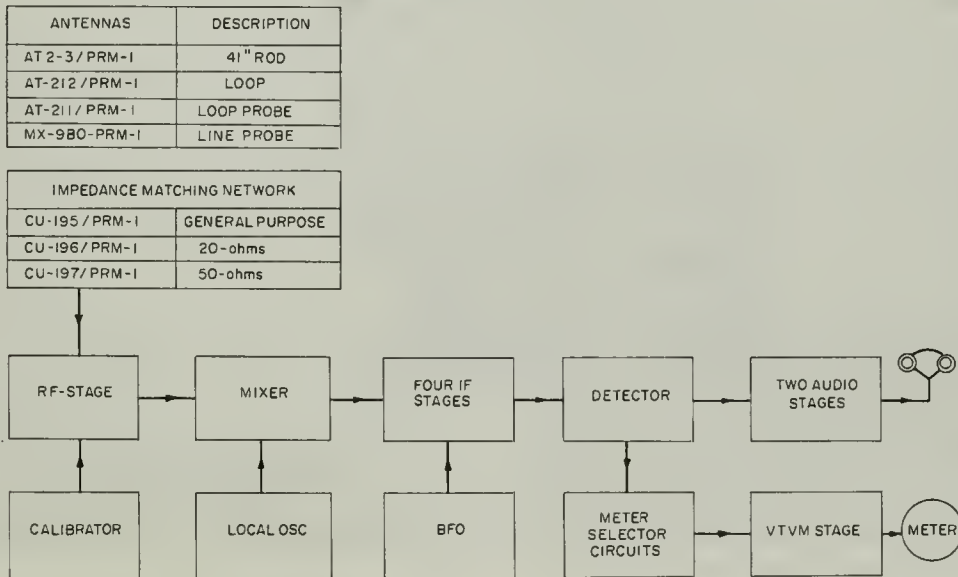 ANTENNAS DESCRIPTION
AT 2-3/PRM-1 41" ROD
AT-212/PRM-1 LOOP
AT-211/PRM-1 LOOP PROBE
MX-980-PRM-1 LINE PROBE
IMPEDANCE MATCHING NETWORK
CU-195/PRM-1 GENERAL PURPOSE
CU-196/PRM-1 20-ohms
CU-197/PRM-1 50-ohms
RF-STAGE
MIXER
FOUR IF
STAGES
DETECTOR
TWO AUDIO
STAGES
CALIBRATOR
LOCAL OSC
BFO
METER
SELECTOR
CIRCUITS
VTVM STAGE
METER